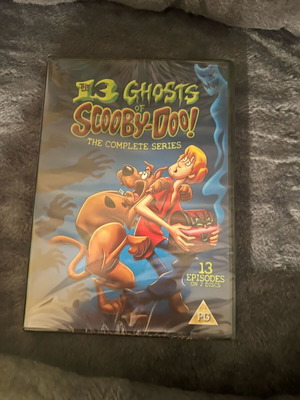 THE 13 GHOSTS
OF
SCOOBY-DOO!
THE COMPLETE SERIES
13
EPISODES
ON 2 DISCS
PG